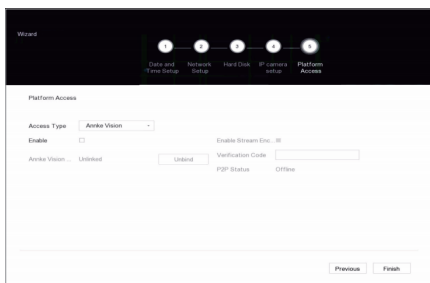 Wizard
1 2 3 4 5
Date and Time Setup
Network Setup
Hard Disk
IP camera setup
Platform Access
Platform Access
Access Type Annke Vision
Enable Enable Stream Enc...
Annke Vision ... Unlinked Unbind Verification Code
P2P Status Offline
Previous Finish